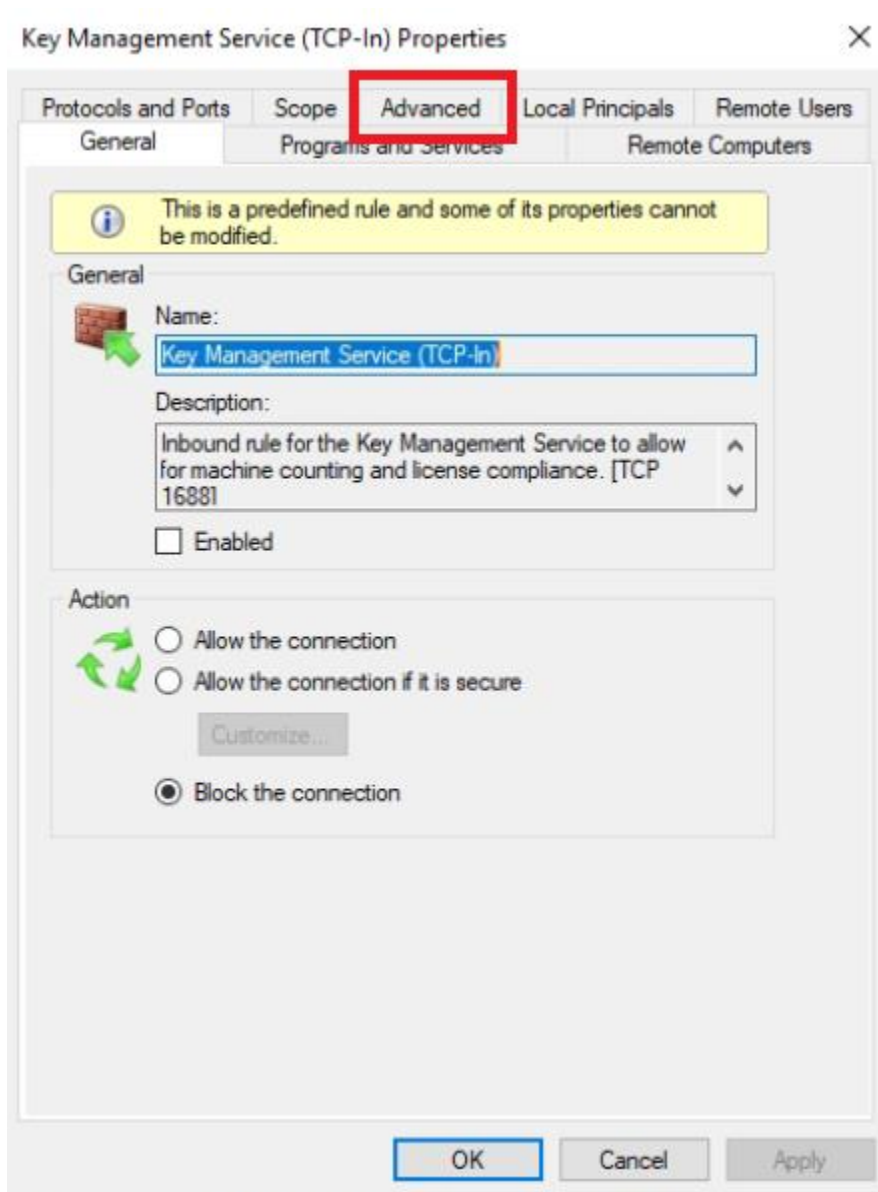 Key Management Service (TCP-In) Properties
Protocols and Ports Scope Advanced Local Principals Remote Users
General Programs and Services Remote Computers
This is a predefined rule and some of its properties cannot
be modified.
General
Name:
Key Management Service (TCP-In)
Description:
Inbound rule for the Key Management Service to allow
for machine counting and license compliance. [TCP
1688]
Enabled
Action
Allow the connection
Allow the connection if it is secure
Customize...
Block the connection
OK Cancel Apply